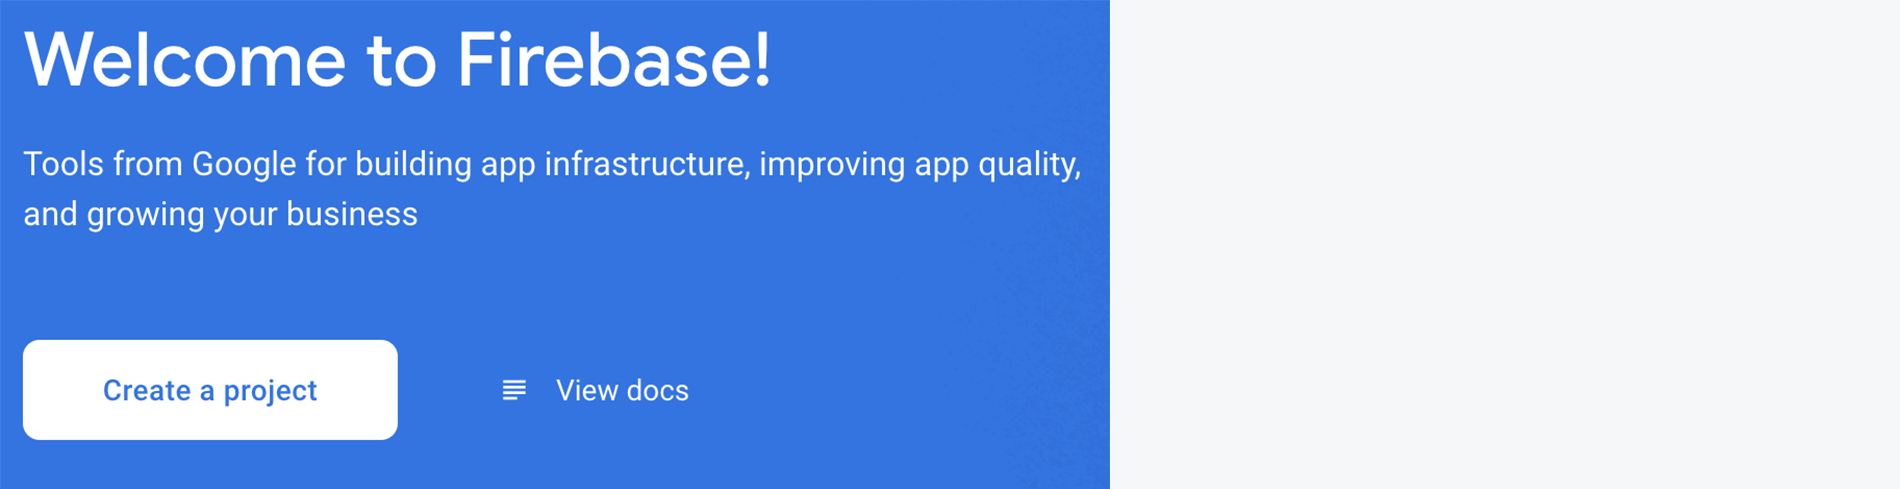 Welcome to Firebase!
Tools from Google for building app infrastructure, improving app quality,
and growing your business
Create a project
View docs